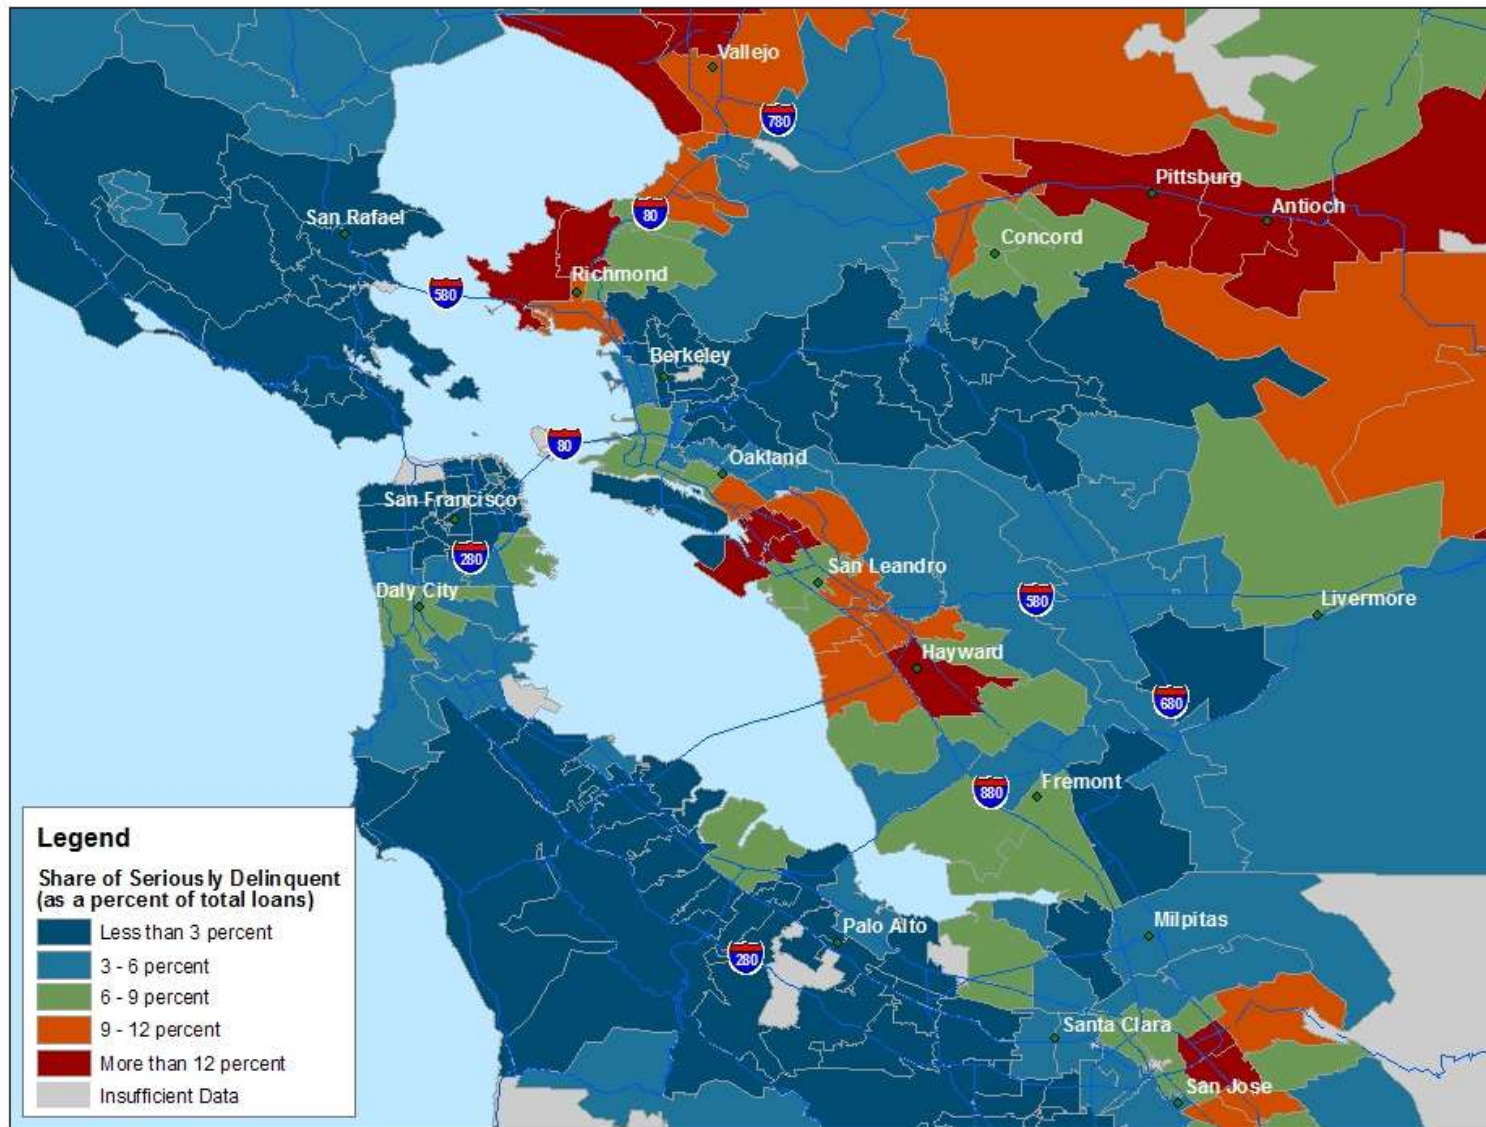 Vallejo
780
Pittsburg
Antioch
San Rafael
80
Concord
Richmond
580
Berkeley
80
Oakland
San Francisco
280
San Leandro
Daly City
580
Livermore
Hayward
680
Fremont
880
Milpitas
Palo Alto
280
Santa Clara
San Jose
Legend
Share of Seriously Delinquent
(as a percent of total loans)
Less than 3 percent
3 - 6 percent
6 - 9 percent
9 - 12 percent
More than 12 percent
Insufficient Data